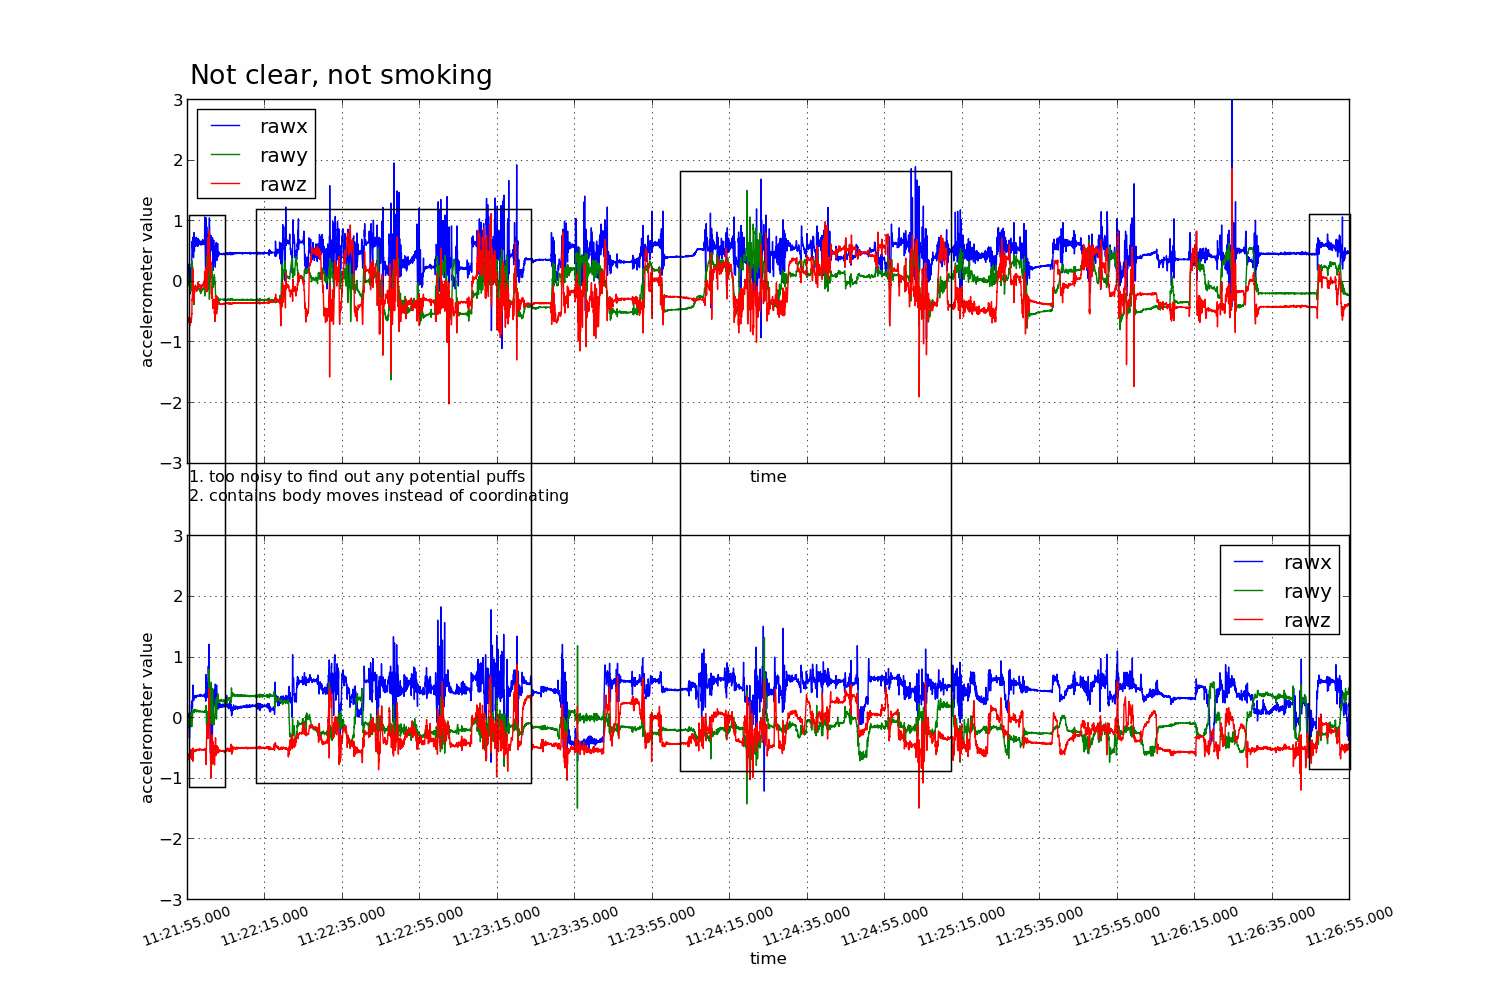 Not clear, not smoking
3
2
1
0
−1
−2
−3
accelerometer value
rawx
rawy
rawz
1. too noisy to find out any potential puffs
2. contains body moves instead of coordinating
time
3
2
1
0
−1
−2
−3
accelerometer value
rawx
rawy
rawz
11:21:55.000
11:22:15.000
11:22:35.000
11:22:55.000
11:23:15.000
11:23:35.000
11:23:55.000
11:24:15.000
11:24:35.000
11:24:55.000
11:25:15.000
11:25:35.000
11:25:55.000
11:26:15.000
11:26:35.000
11:26:55.000
time